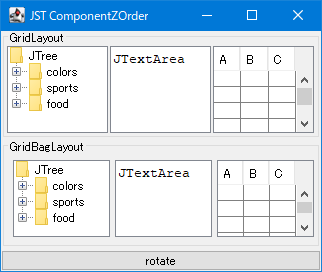 JST ComponentZOrder
GridLayout
JTree
colors
sports
food
JTextArea
A B C
GridBagLayout
JTree
colors
sports
food
JTextArea
A B C
rotate